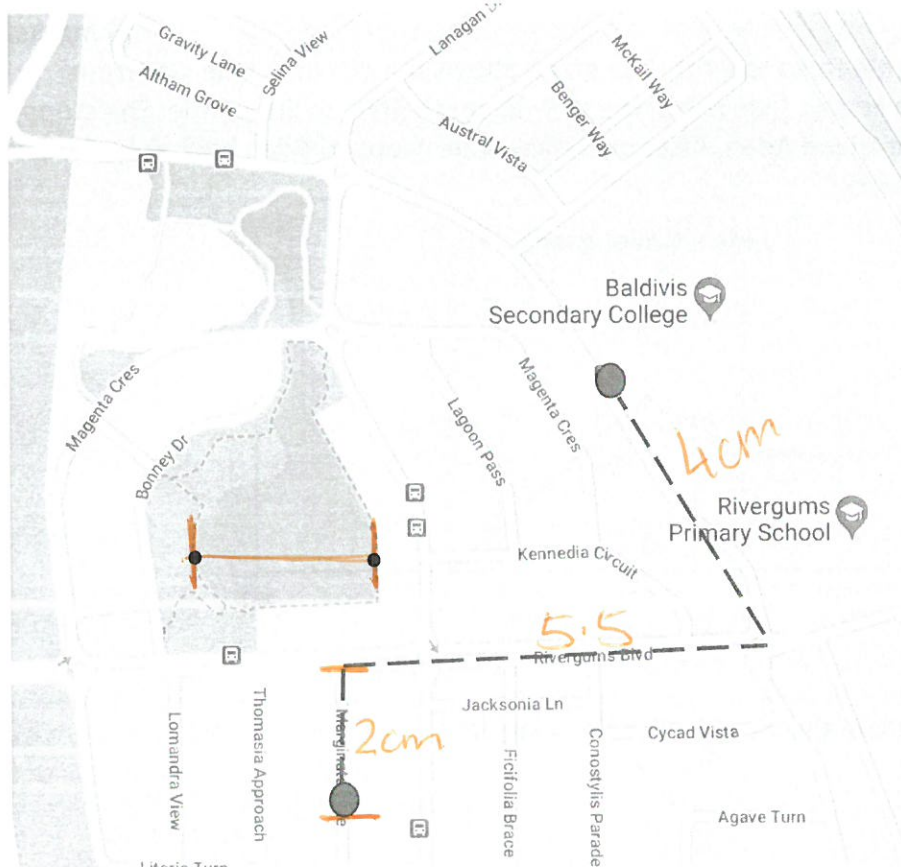 Lanagan D
Gravity Lane
Selina View
McKail Way
Altham Grove
Benger Way
Austral Vista
Baldivis
Secondary College
Magenta Cres
Magenta Cres
Lagoon Pass
4cm
Bonney Dr
Rivergums
Primary School
Kennedia Circuit
5.5
Rivergums Blvd
Jacksonia Ln
Lomandra View
Thomasia Approach
2cm
Cycad Vista
Ficifolia Brace
Conostylis Parade
Agave Turn